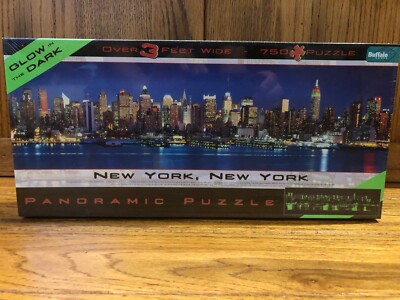 GLOW IN
THE DARK
OVER 3 FEET WIDE
750 PUZZLE
Buffalo
NEW YORK, NEW YORK
PANORAMIC PUZZLE